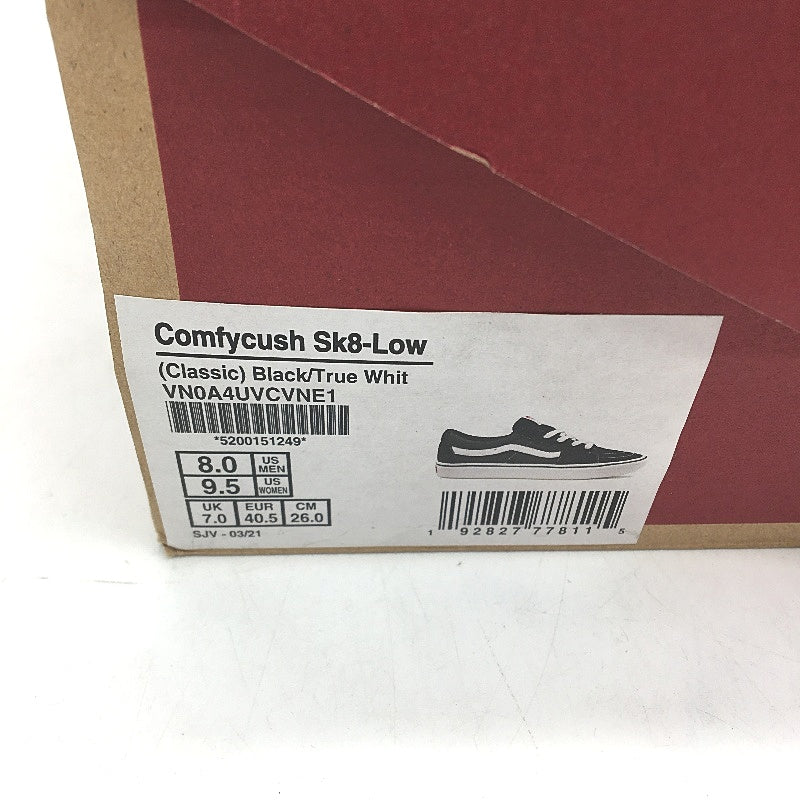 Comfycush Sk8-Low
(Classic) Black/True Whit
VN0A4UVCVNE1
*5200151249*
8.0 US MEN
9.5 US WOMEN
UK EUR CM
7.0 40.5 26.0
SJV - 03/21
1 92827 77811 5